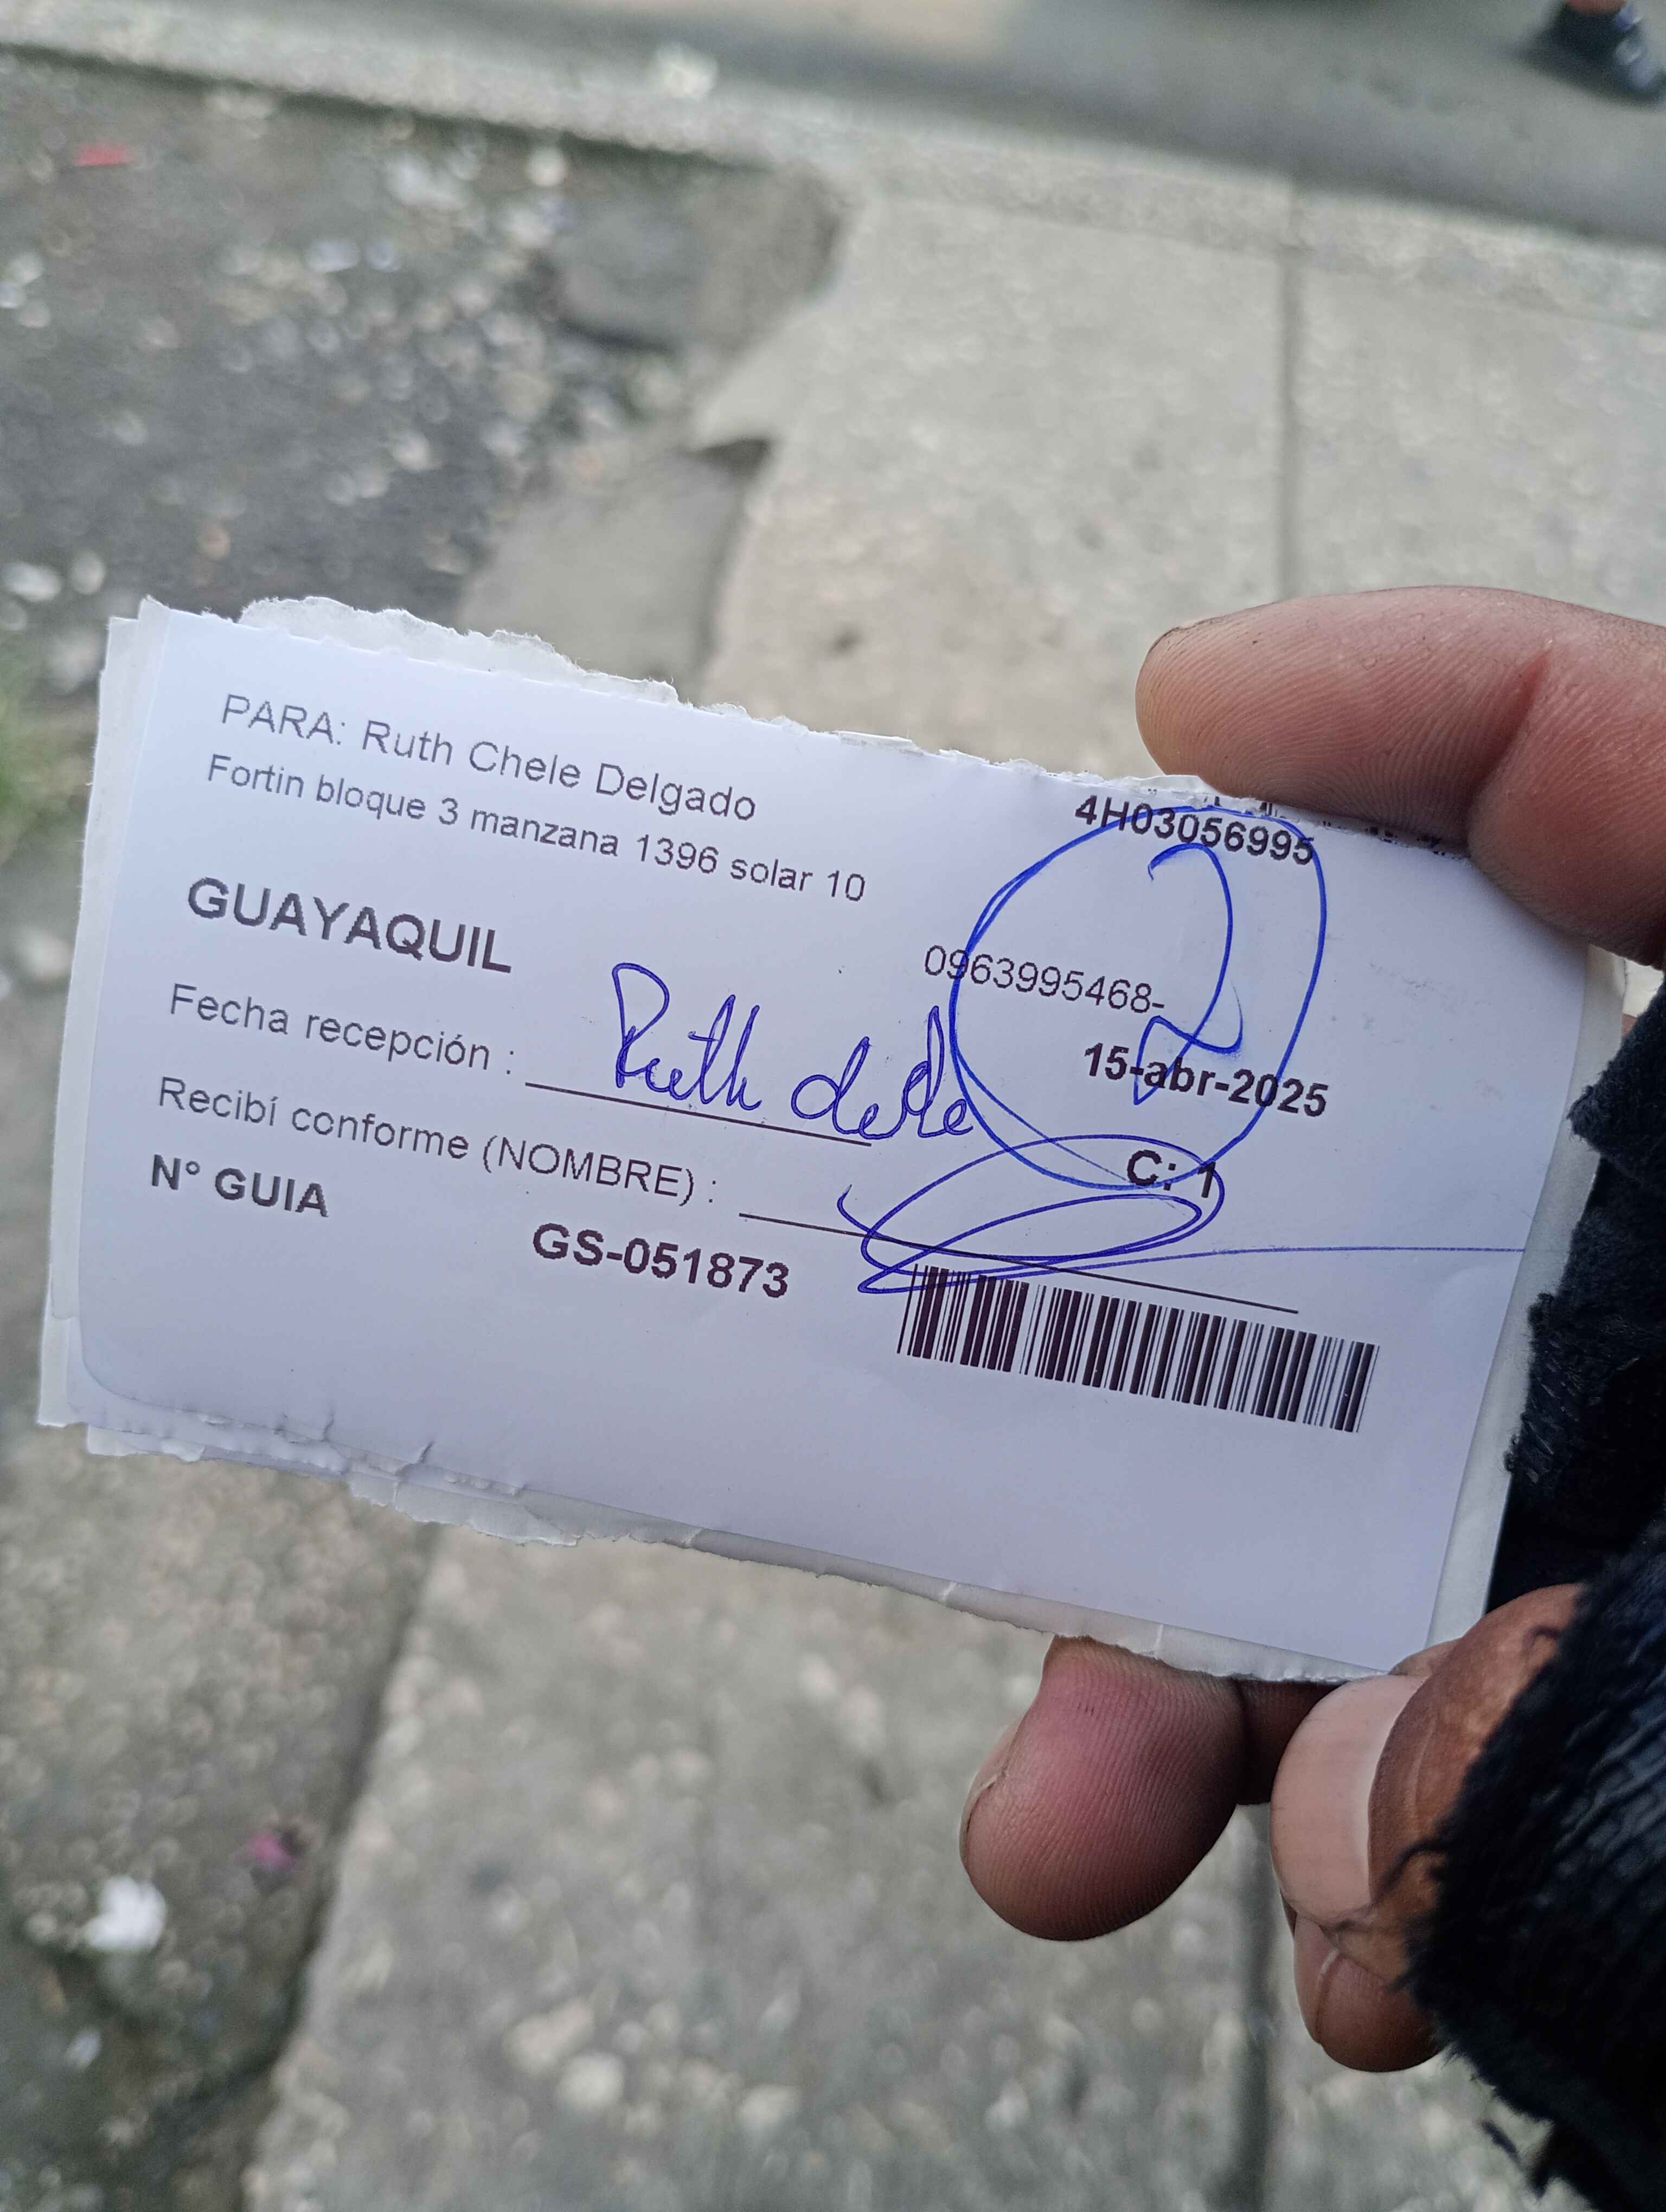 PARA: Ruth Chele Delgado
4H03056995
Fortin bloque 3 manzana 1396 solar 10
GUAYAQUIL
0963995468-
Fecha recepción :
Ruth
15-abr-2025
Recibí conforme (NOMBRE) :
C: 1
N° GUIA
GS-051873